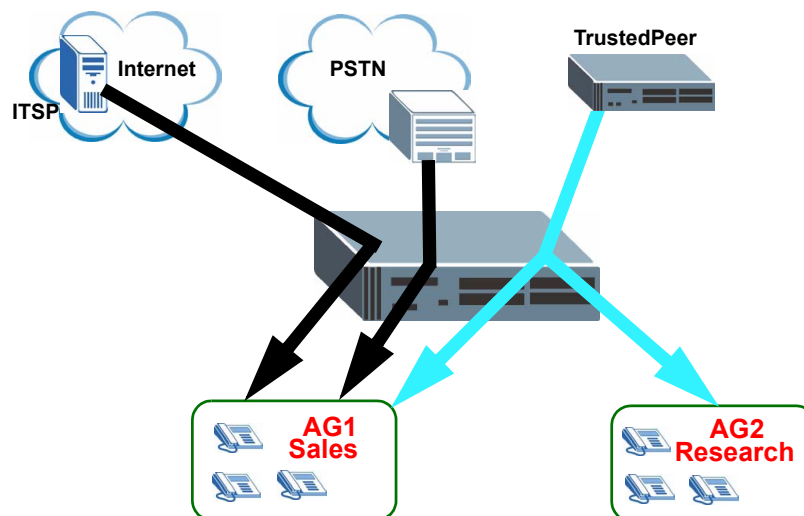 TrustedPeer
Internet
PSTN
ITSP
AG1
Sales
AG2
Research